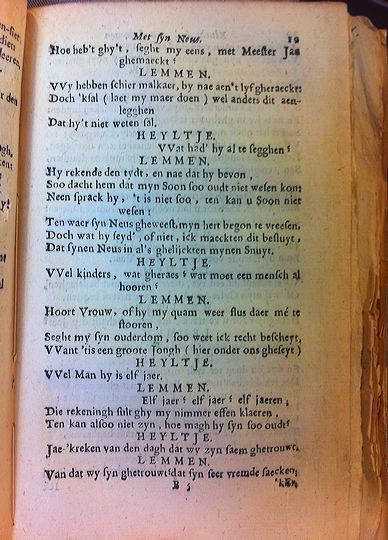 Met syn Neus. 19
Hoe heb't ghy't, seght my eens, met Meester Jan
ghemaeckt?
LEMMEN.
VVy hebben schier malkaer, by nae aen't lyf gheraeckt:
Doch 'ksal (laet my maer doen) wel anders dit aen-
legghen
Dat hy't niet weten sal.
HEYLTJE.
VVat had' hy al te segghen?
LEMMEN.
Hy rekende den tydt, en nae dat hy bevon,
Soo dacht hem dat myn Soon soo oudt niet wesen kon:
Neen sprack hy, 't is niet soo, ten kan u Soon niet
wesen:
Ten waer syn Neus gheweest, myn hert begon te vreesen,
Doch wat hy seyd', of niet, ick maeckten dit besluyt,
Dat synen Neus in al's ghelijckten mynen Snuyt.
HEYLTJE.
VVel kinders, wat gheraes? wat moet een mensch al
hooren?
LEMMEN.
Hoort Vrouw, of hy my quam weer flus daer mé te
stooren,
Seght my syn ouderdom, soo weet ick recht bescheyt,
VVant 'tis een groote Jongh (hier onder ons gheseyt)
HEYLTJE.
VVel Man hy is elf jaer.
LEMMEN.
Elf jaer? elf jaer? elf jaeren,
Die rekeningh sult ghy my nimmer effen klaeren,
Ten kan alsoo niet zyn, hoe magh hy syn soo oudt?
HEYLTJE.
Jae-'kreken van den dagh dat wy zyn saem ghetrouwt.
LEMMEN.
Van dat wy syn ghetrouwt? dat syn seer vremde saecken;
B 5 'kEn